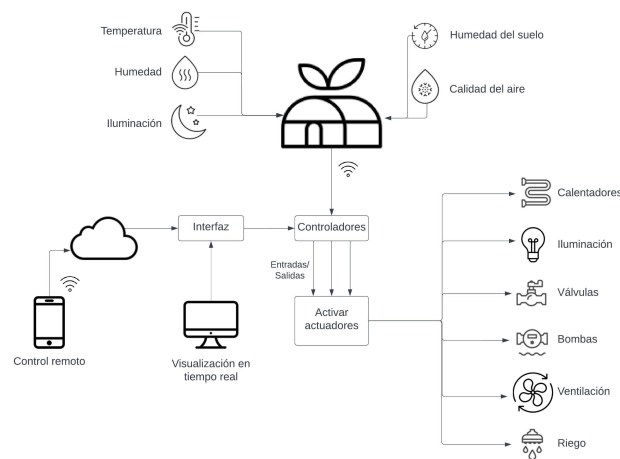 Temperatura
Humedad
Iluminación
Humedad del suelo
Calidad del aire
Interfaz
Controladores
Entradas/
Salidas
Activar
actuadores
Control remoto
Visualización en
tiempo real
Calentadores
Iluminación
Válvulas
Bombas
Ventilación
Riego